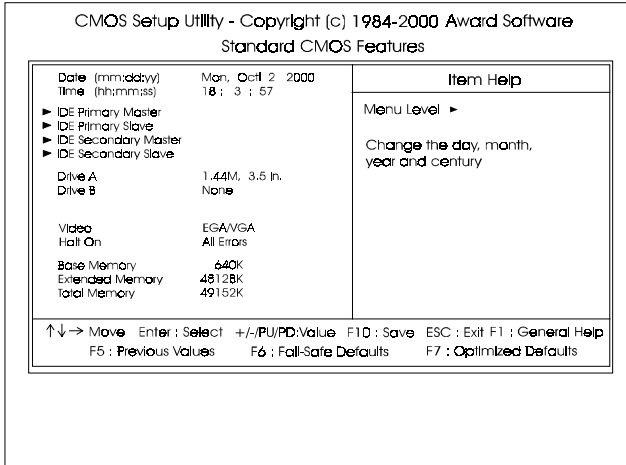 CMOS Setup Utility - Copyright (c) 1984-2000 Award Software
Standard CMOS Features
Date (mm:dd:yy) Mon, Octl 2 2000
Time (hh:mm:ss) 18 : 3 : 57
► IDE Primary Master
► IDE Primary Slave
► IDE Secondary Master
► IDE Secondary Slave
Drive A 1.44M, 3.5 in.
Drive B None
Video EGA/VGA
Halt On All Errors
Base Memory 640K
Extended Memory 48128K
Total Memory 49152K
Item Help
Menu Level ►
Change the day, month,
year and century
↑↓→ Move Enter : Select +/-/PU/PD:Value F10 : Save ESC : Exit F1 : General Help
F5 : Previous Values F6 : Fail-Safe Defaults F7 : Optimized Defaults